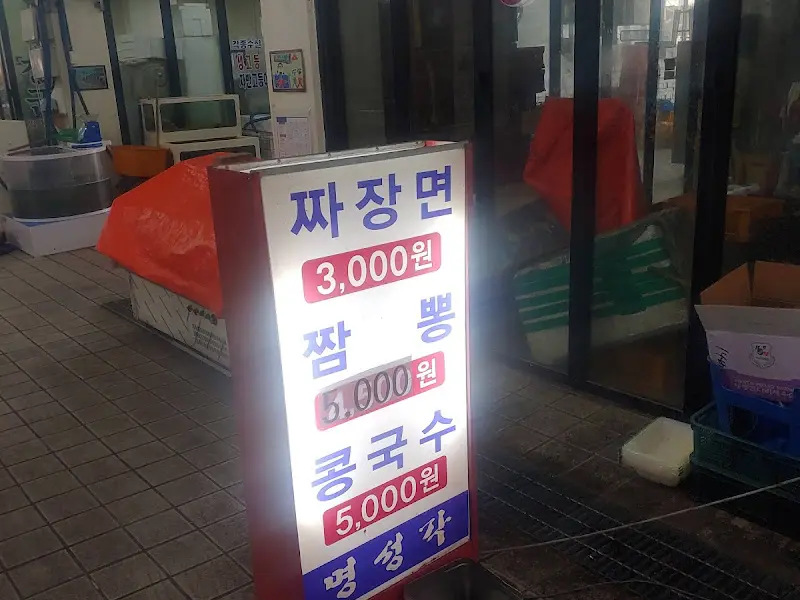 짜장면
3,000원
짬 뽕
5,000원
콩국수
5,000원
명성각